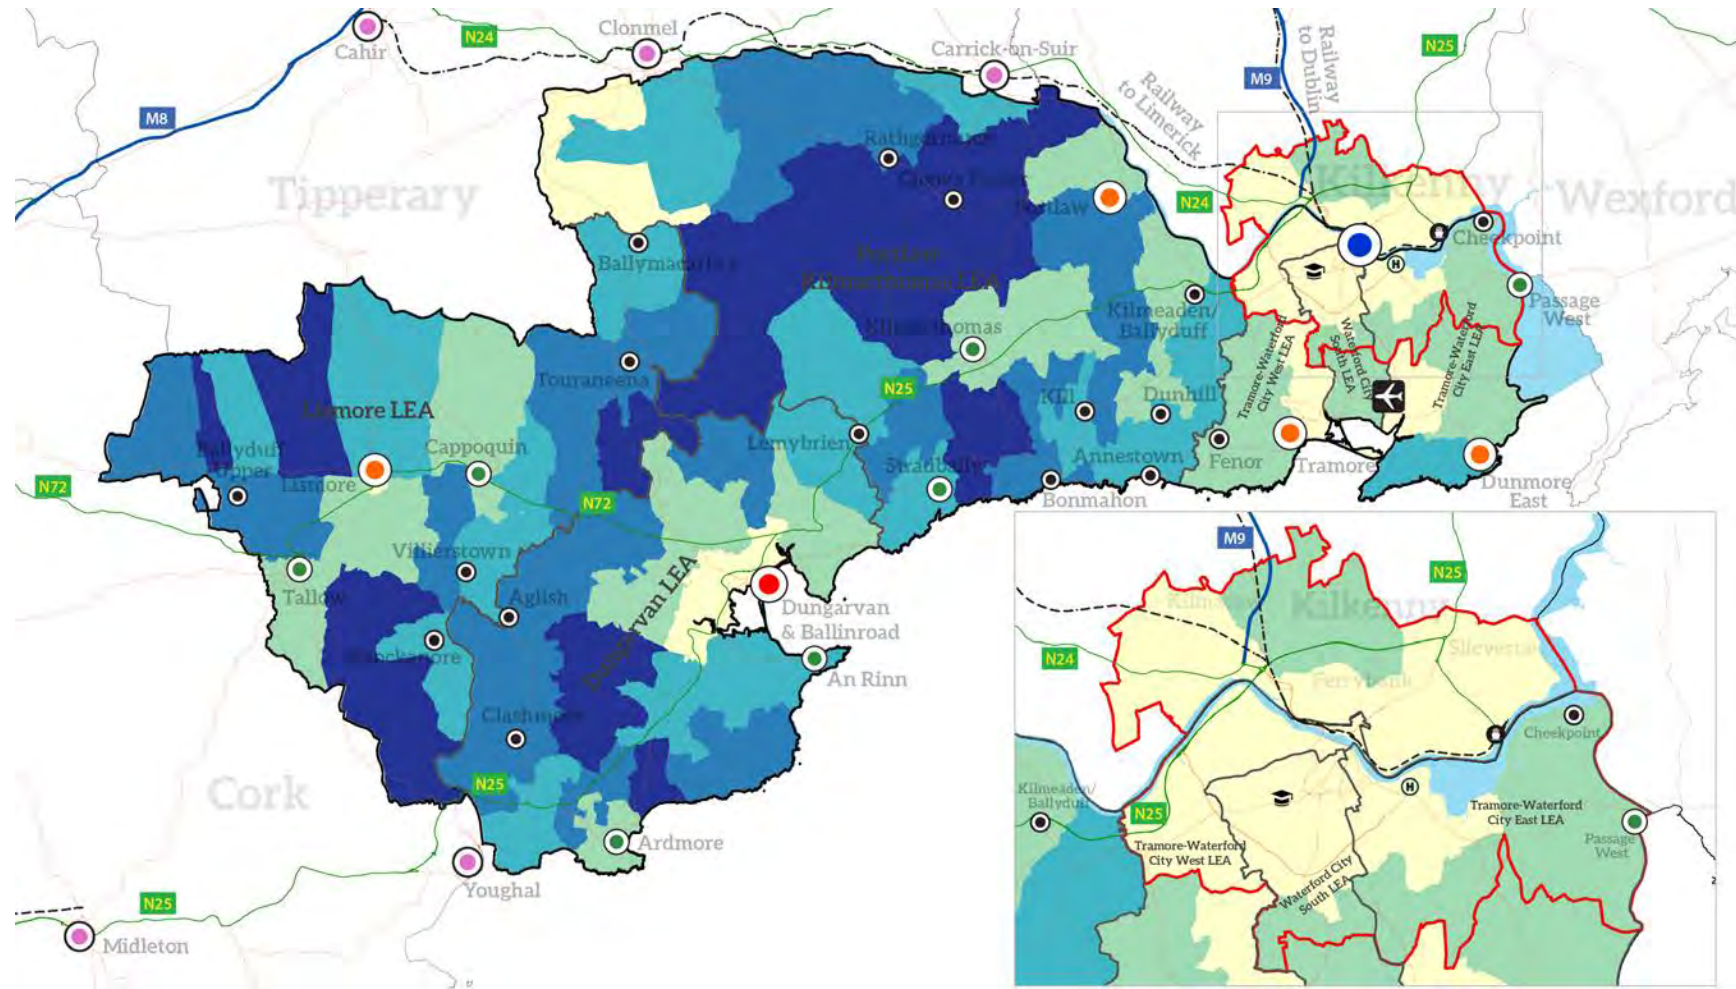 Cahir
N24
Clonmel
Carrick-on-Suir
Railway
to Limerick
M9
Railway
to Dublin
N25
M8
Tipperary
Kilkenny
Wexford
N24
Cheekpoint
Passage
West
Portlaw
Kilmacthomas LEA
Portlaw
Ballymacarbry
Kilmacthomas
Kilmeaden/
Ballyduff
Touraneena
N25
Lismore LEA
Ballyduff
Upper
Lismore
Cappoquin
Lemybrien
Kill
Dunhill
Stradbally
Annestown
Bonmahon
Fenor
Tramore
Dunmore
East
Tramore-Waterford
City West LEA
Waterford City
South LEA
Tramore-Waterford
City East LEA
N72
N72
Villierstown
Tallow
Aglish
Dungarvan LEA
Dungarvan
& Ballinroad
An Rinn
Clashmore
N25
Ardmore
Cork
Youghal
N25
Midleton
M9
N25
Kilkenny
N24
Ferrybank
Cheekpoint
H
Kilmeaden/
Ballyduff
N25
Tramore-Waterford
City West LEA
Tramore-Waterford
City East LEA
Waterford City
South LEA
Passage
West
H